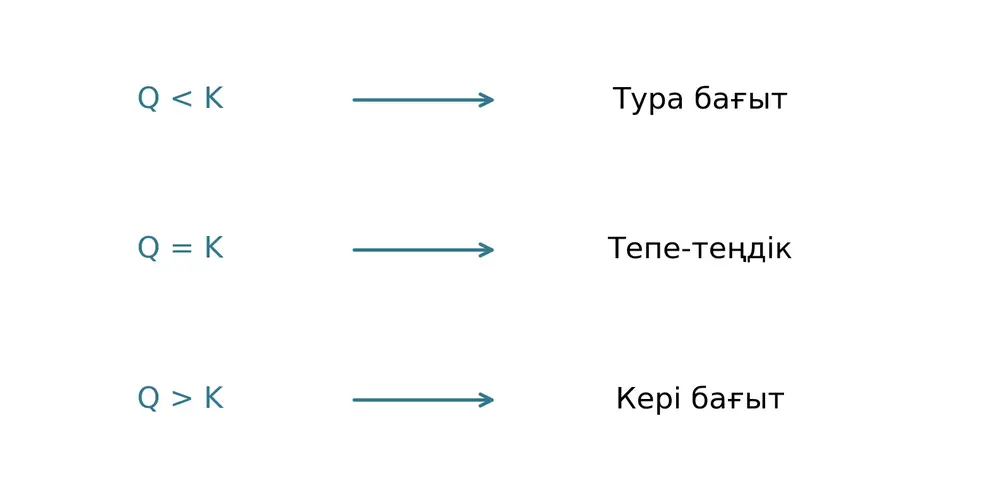 Q < K Тура бағыт
Q = K Тепе-теңдік
Q > K Кері бағыт